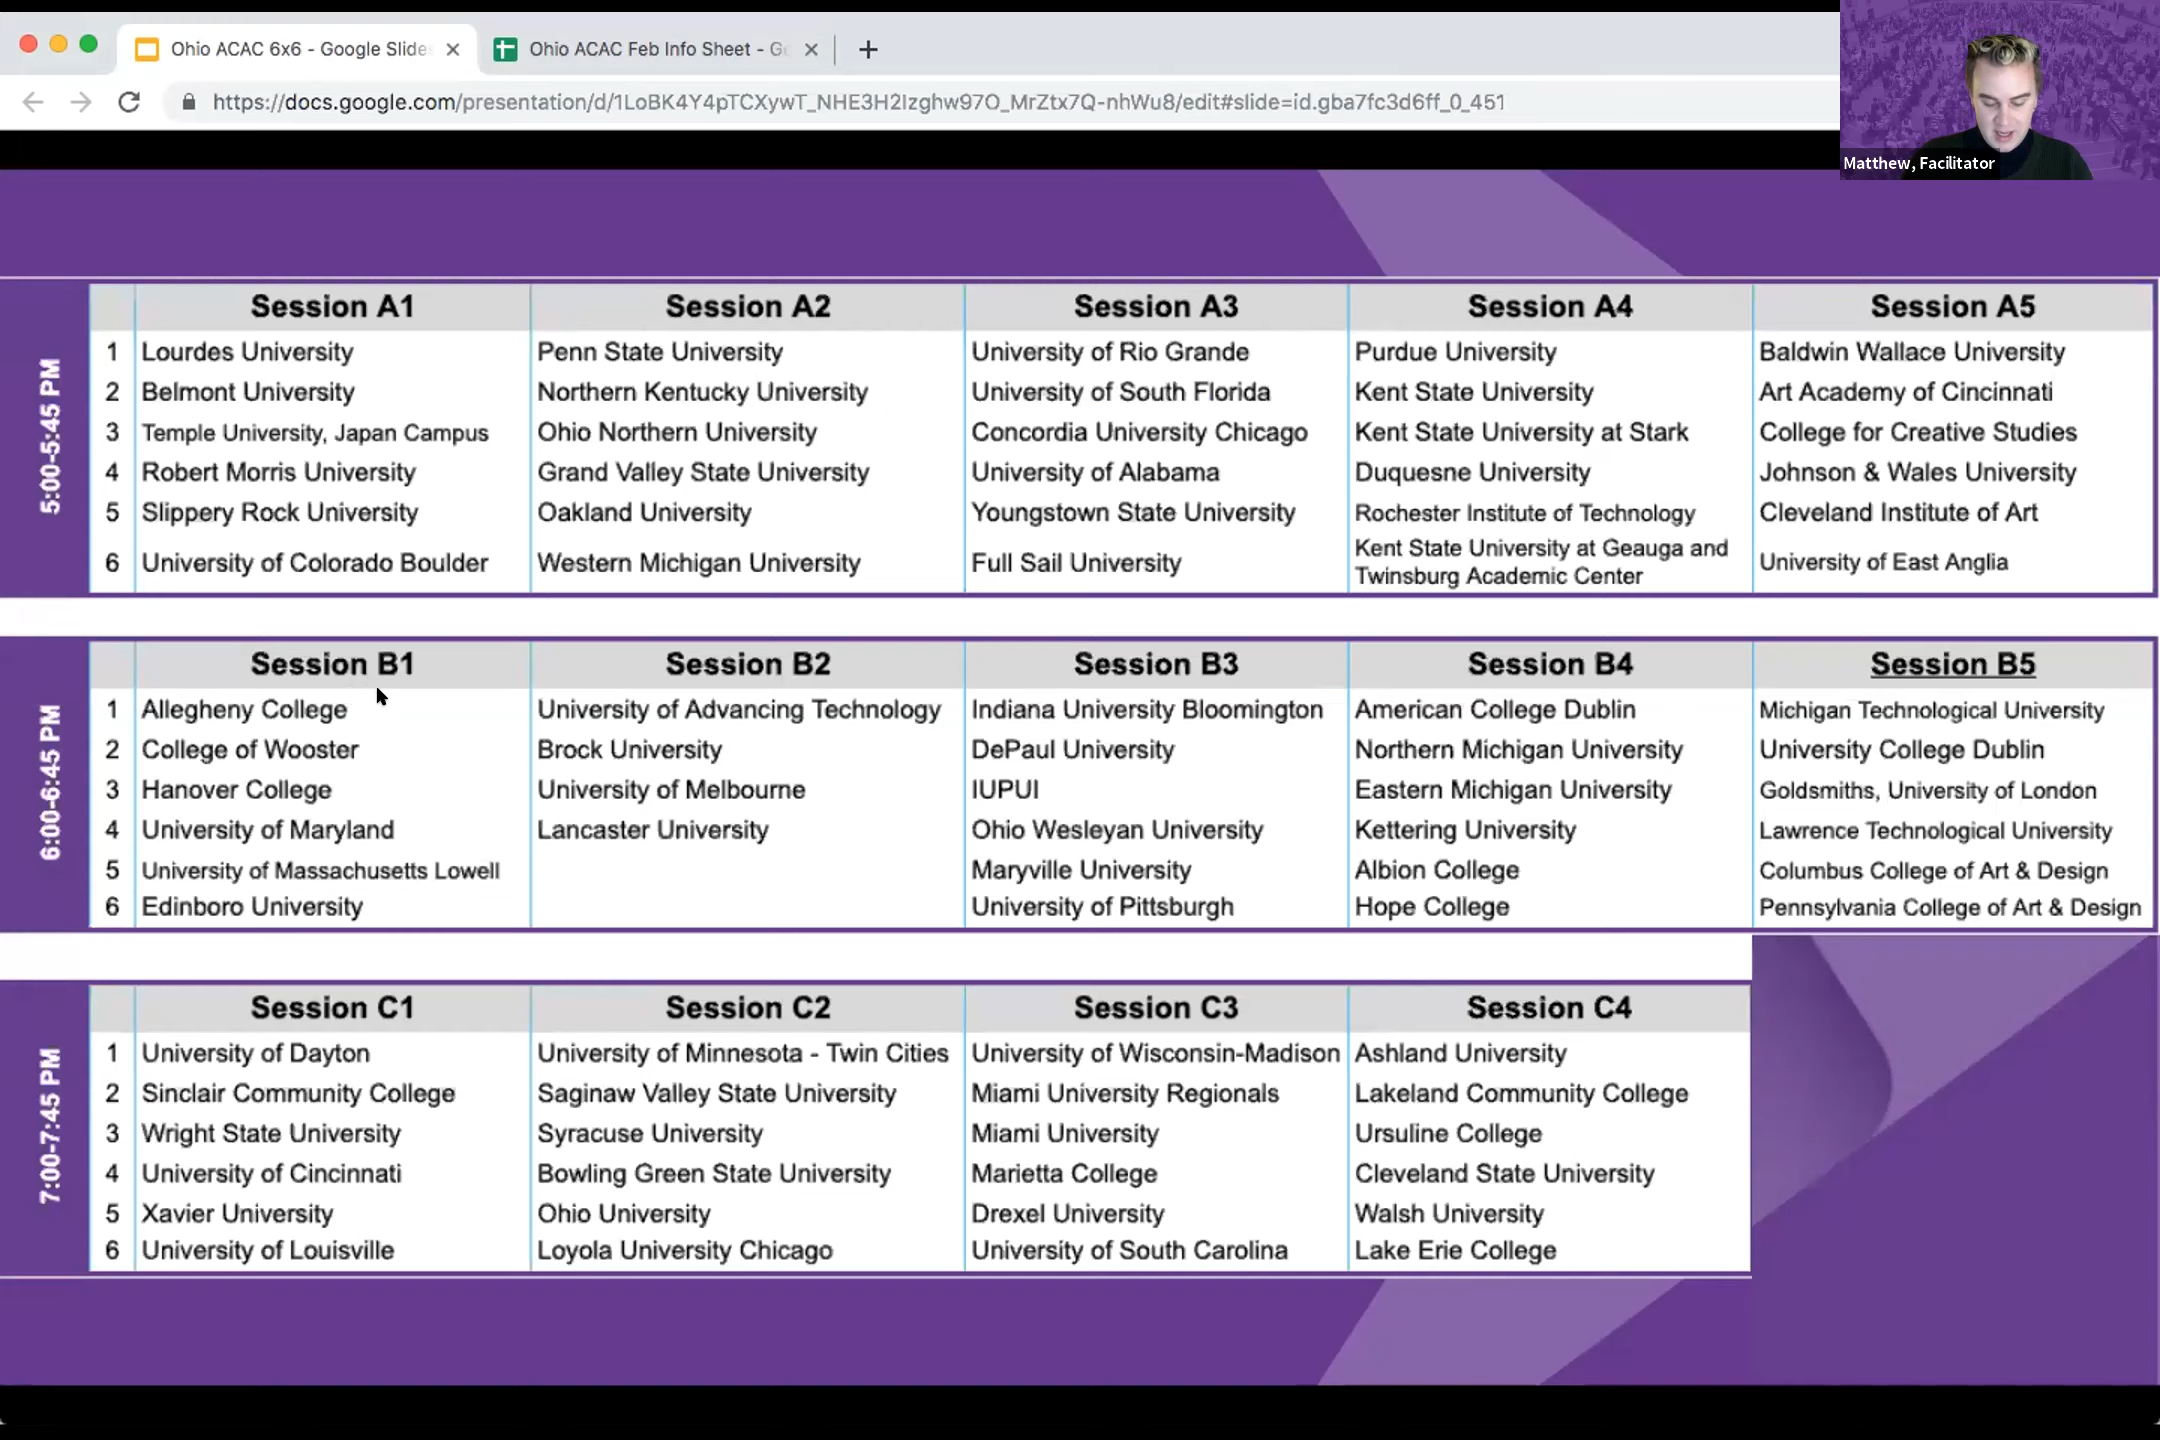 Ohio ACAC 6x6 - Google Slide
Ohio ACAC Feb Info Sheet - G
https://docs.google.com/presentation/d/1LoBK4Y4pTCXywT_NHE3H2Izghw97O_MrZtx7Q-nhWu8/edit#slide=id.gba7fc3d6ff_0_451
Matthew, Facilitator
5:00-5:45 PM
Session A1 Session A2 Session A3 Session A4 Session A5
1 Lourdes University Penn State University University of Rio Grande Purdue University Baldwin Wallace University
2 Belmont University Northern Kentucky University University of South Florida Kent State University Art Academy of Cincinnati
3 Temple University, Japan Campus Ohio Northern University Concordia University Chicago Kent State University at Stark College for Creative Studies
4 Robert Morris University Grand Valley State University University of Alabama Duquesne University Johnson & Wales University
5 Slippery Rock University Oakland University Youngstown State University Rochester Institute of Technology Cleveland Institute of Art
6 University of Colorado Boulder Western Michigan University Full Sail University Kent State University at Geauga and
Twinsburg Academic Center University of East Anglia
6:00-6:45 PM
Session B1 Session B2 Session B3 Session B4 Session B5
1 Allegheny College University of Advancing Technology Indiana University Bloomington American College Dublin Michigan Technological University
2 College of Wooster Brock University DePaul University Northern Michigan University University College Dublin
3 Hanover College University of Melbourne IUPUI Eastern Michigan University Goldsmiths, University of London
4 University of Maryland Lancaster University Ohio Wesleyan University Kettering University Lawrence Technological University
5 University of Massachusetts Lowell Maryville University Albion College Columbus College of Art & Design
6 Edinboro University University of Pittsburgh Hope College Pennsylvania College of Art & Design
7:00-7:45 PM
Session C1 Session C2 Session C3 Session C4
1 University of Dayton University of Minnesota - Twin Cities University of Wisconsin-Madison Ashland University
2 Sinclair Community College Saginaw Valley State University Miami University Regionals Lakeland Community College
3 Wright State University Syracuse University Miami University Ursuline College
4 University of Cincinnati Bowling Green State University Marietta College Cleveland State University
5 Xavier University Ohio University Drexel University Walsh University
6 University of Louisville Loyola University Chicago University of South Carolina Lake Erie College